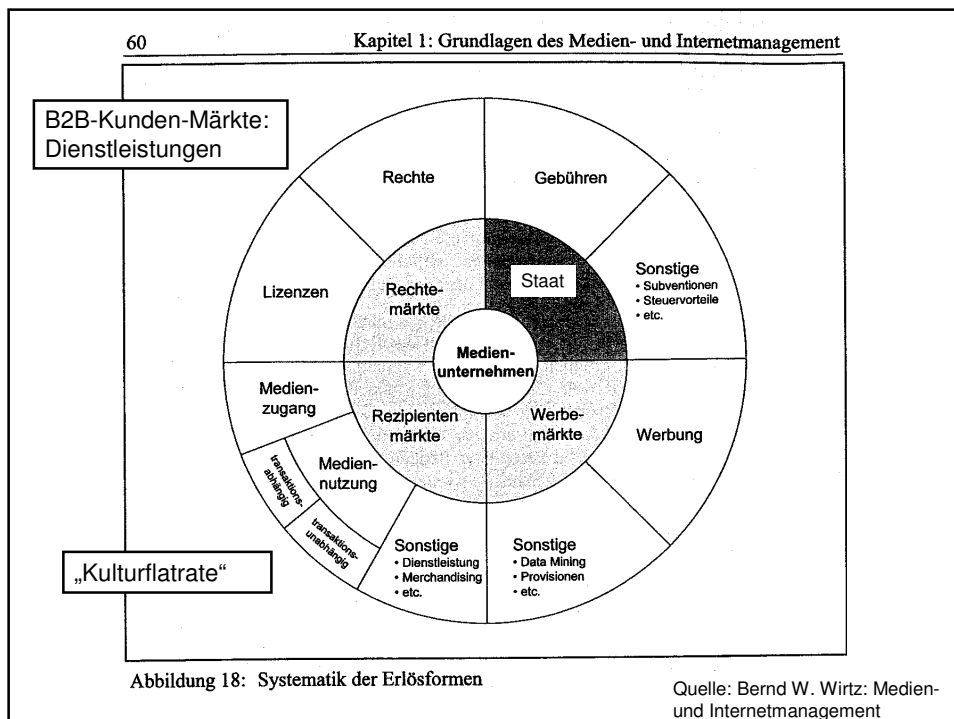 60
Kapitel 1: Grundlagen des Medien- und Internetmanagement
B2B-Kunden-Märkte:
Dienstleistungen
Rechte
Gebühren
Lizenzen
Rechte-
märkte
Staat
Sonstige
• Subventionen
• Steuervorteile
• etc.
Medien-
unternehmen
Medien-
zugang
Rezipienten
märkte
Werbe-
märkte
Werbung
Medien-
nutzung
transaktions-
abhängig
transaktions-
unabhängig
Sonstige
• Dienstleistung
• Merchandising
• etc.
Sonstige
• Data Mining
• Provisionen
• etc.
„Kulturflatrate“
Abbildung 18: Systematik der Erlösformen
Quelle: Bernd W. Wirtz: Medien-
und Internetmanagement